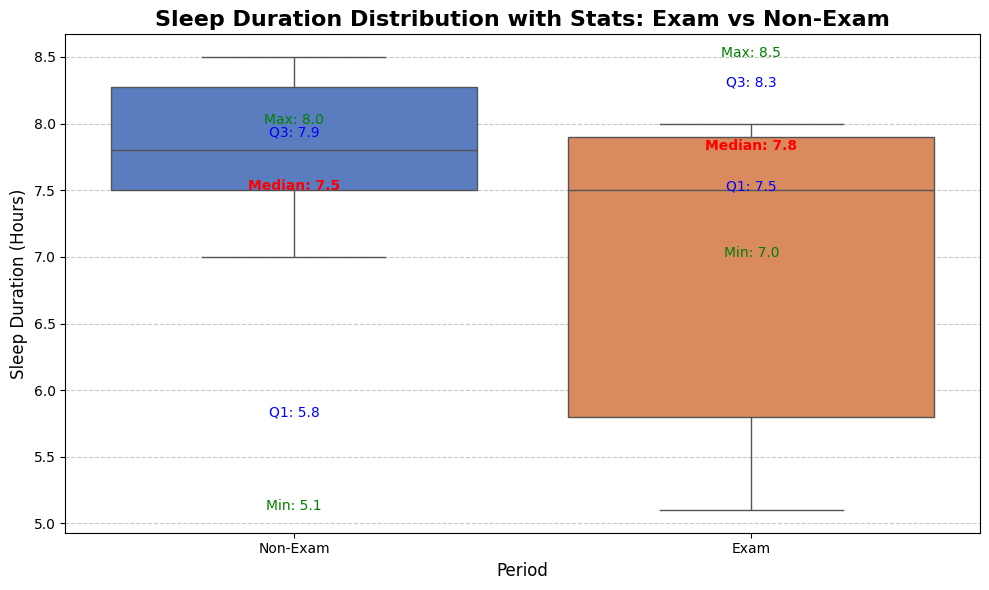 Sleep Duration Distribution with Stats: Exam vs Non-Exam
Sleep Duration (Hours)
8.5
8.0
7.5
7.0
6.5
6.0
5.5
5.0
Max: 8.0
Q3: 7.9
Median: 7.5
Q1: 5.8
Min: 5.1
Max: 8.5
Q3: 8.3
Median: 7.8
Q1: 7.5
Min: 7.0
Non-Exam
Exam
Period